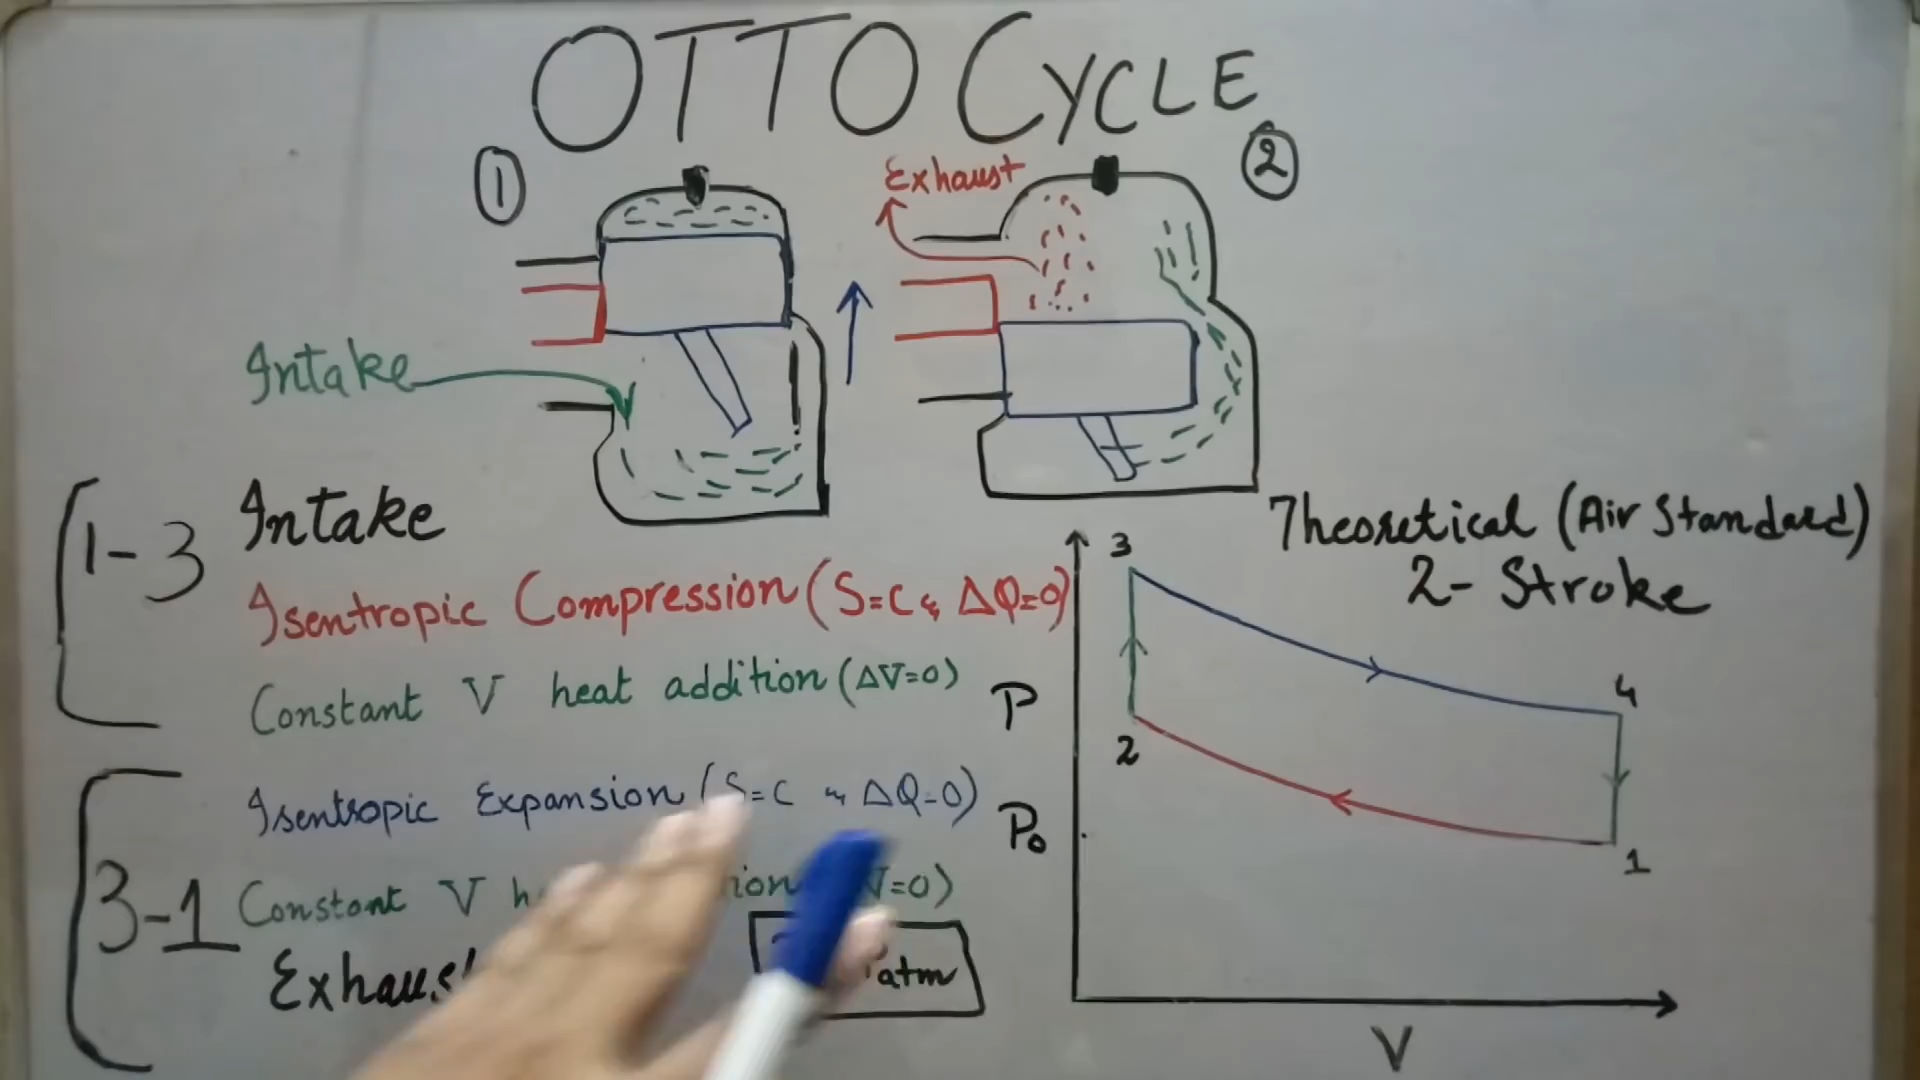 OTTO CYCLE
1
2
Exhaust
Intake
1-3
Intake
Isentropic Compression (S=C & ΔQ=0)
Constant V heat addition (ΔV=0)
3-1
Isentropic Expansion (S=C & ΔQ=0)
Constant V
Exhaust
atm
Theoretical (Air Standard)
2-Stroke
3
4
P
2
P₀
1
V